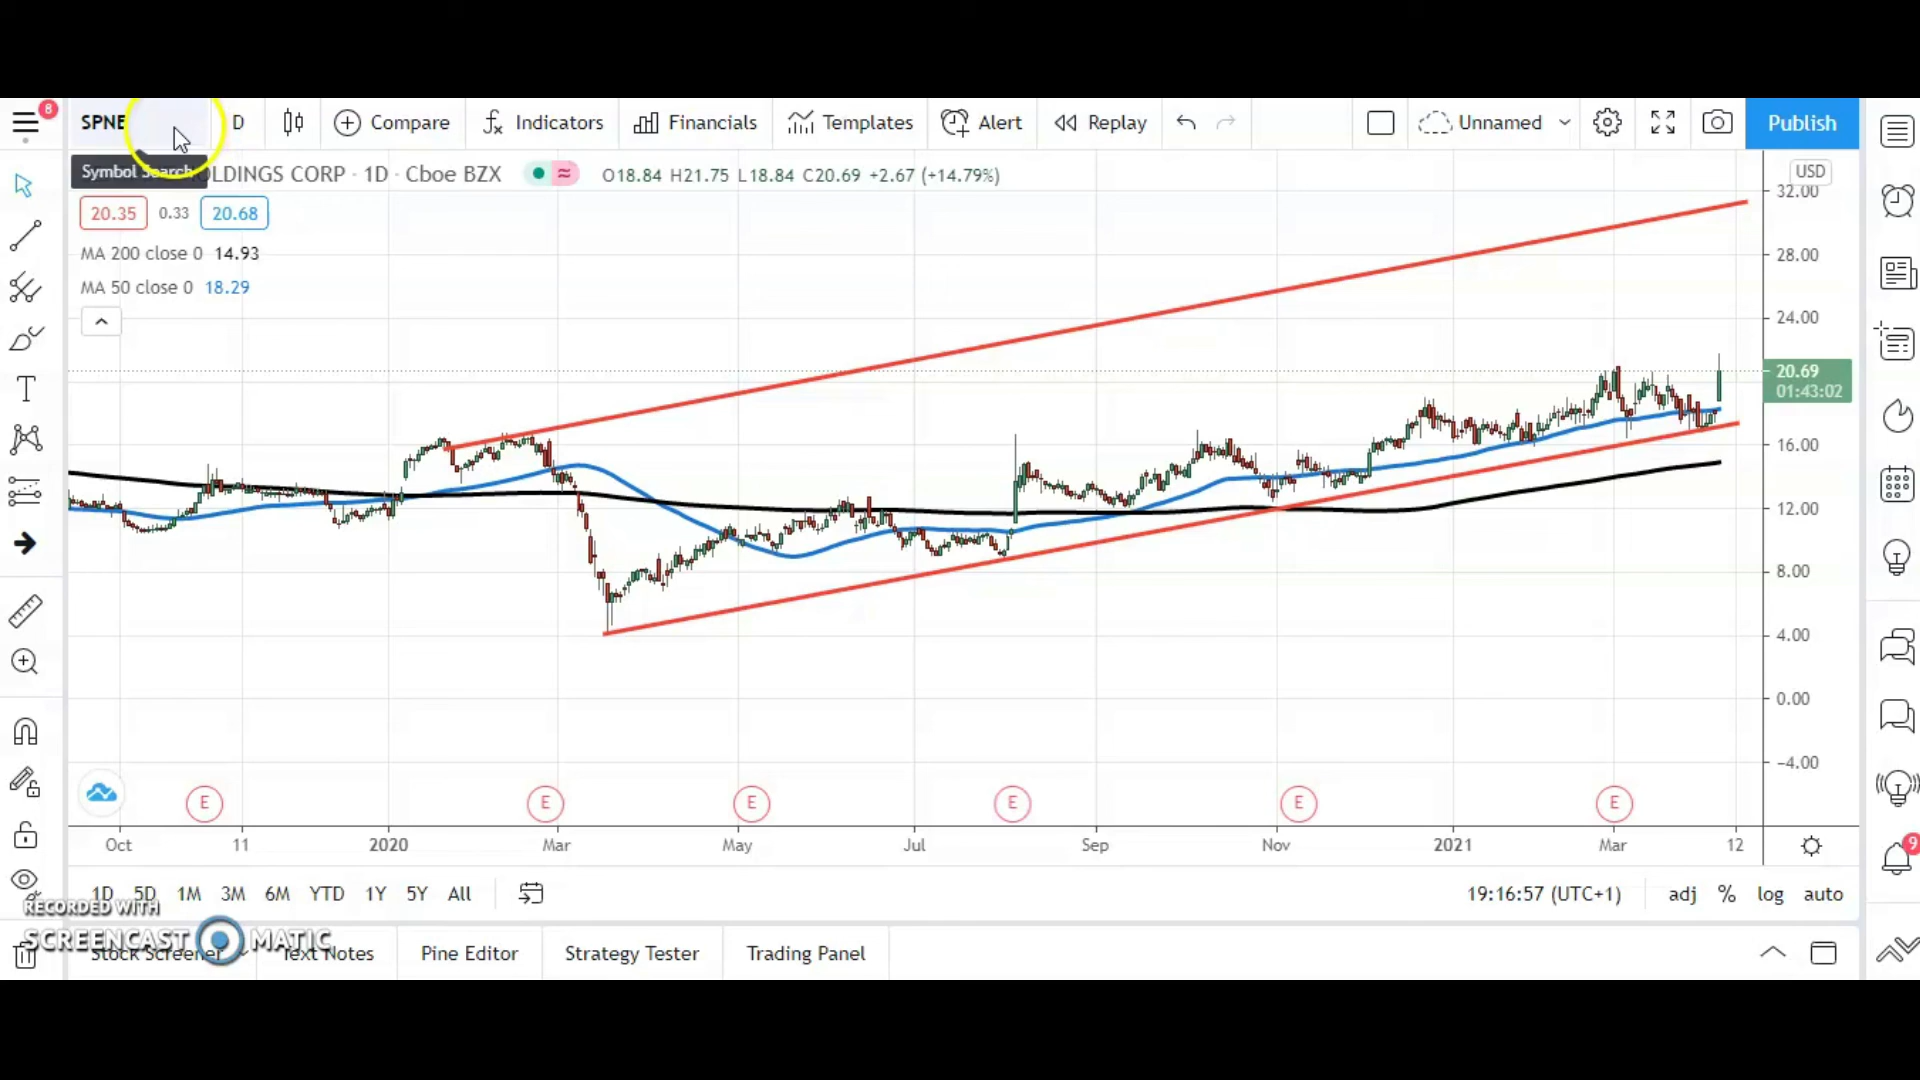 8
SPNE D Compare Indicators Financials Templates Alert Replay Unnamed Publish
Symbol Search OLDINGS CORP · 1D · Cboe BZX O18.84 H21.75 L18.84 C20.69 +2.67 (+14.79%) USD
20.35 0.33 20.68
MA 200 close 0 14.93
MA 50 close 0 18.29
32.00
28.00
24.00
20.69
01:43:02
16.00
12.00
8.00
4.00
0.00
−4.00
E E E E E E
Oct 11 2020 Mar May Jul Sep Nov 2021 Mar 12
9
1D 5D 1M 3M 6M YTD 1Y 5Y All 19:16:57 (UTC+1) adj % log auto
RECORDED WITH
SCREENCAST MATIC
Stock Screener Text Notes Pine Editor Strategy Tester Trading Panel